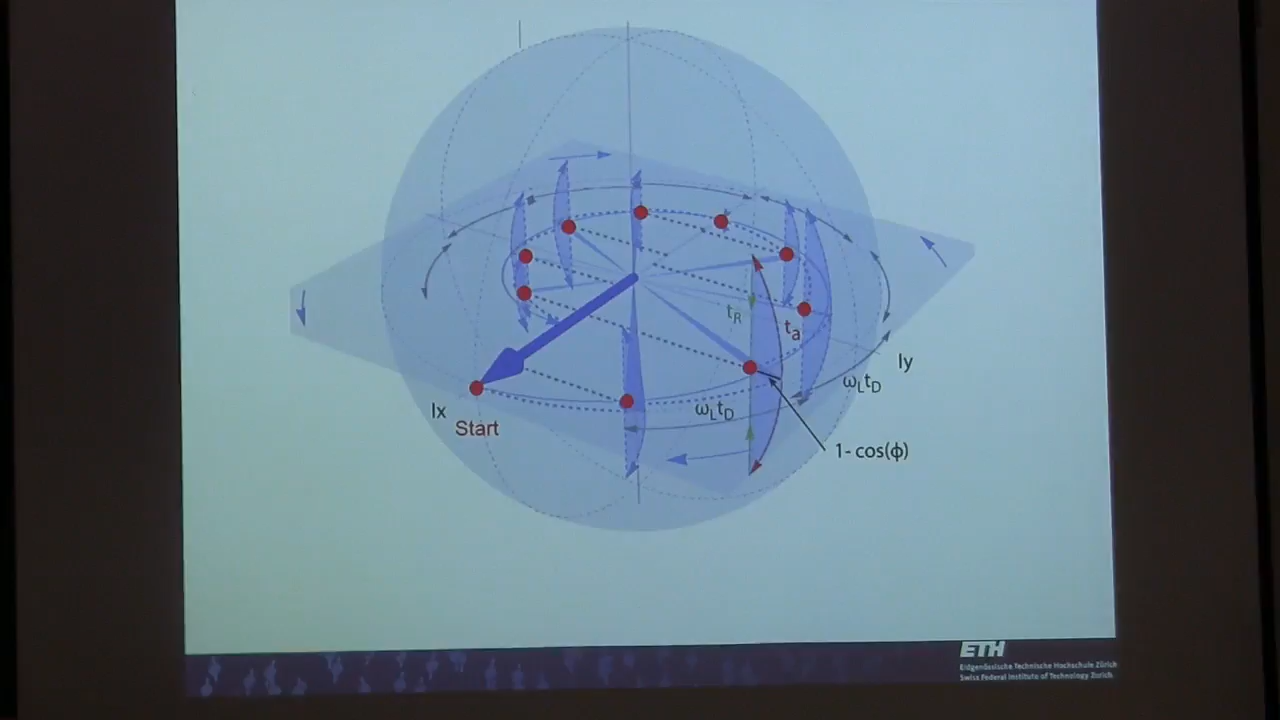 tR
ta
Iy
ωLtD
ωLtD
Ix
Start
1- cos(ϕ)
ETH
Eidgenössische Technische Hochschule Zürich
Swiss Federal Institute of Technology Zurich